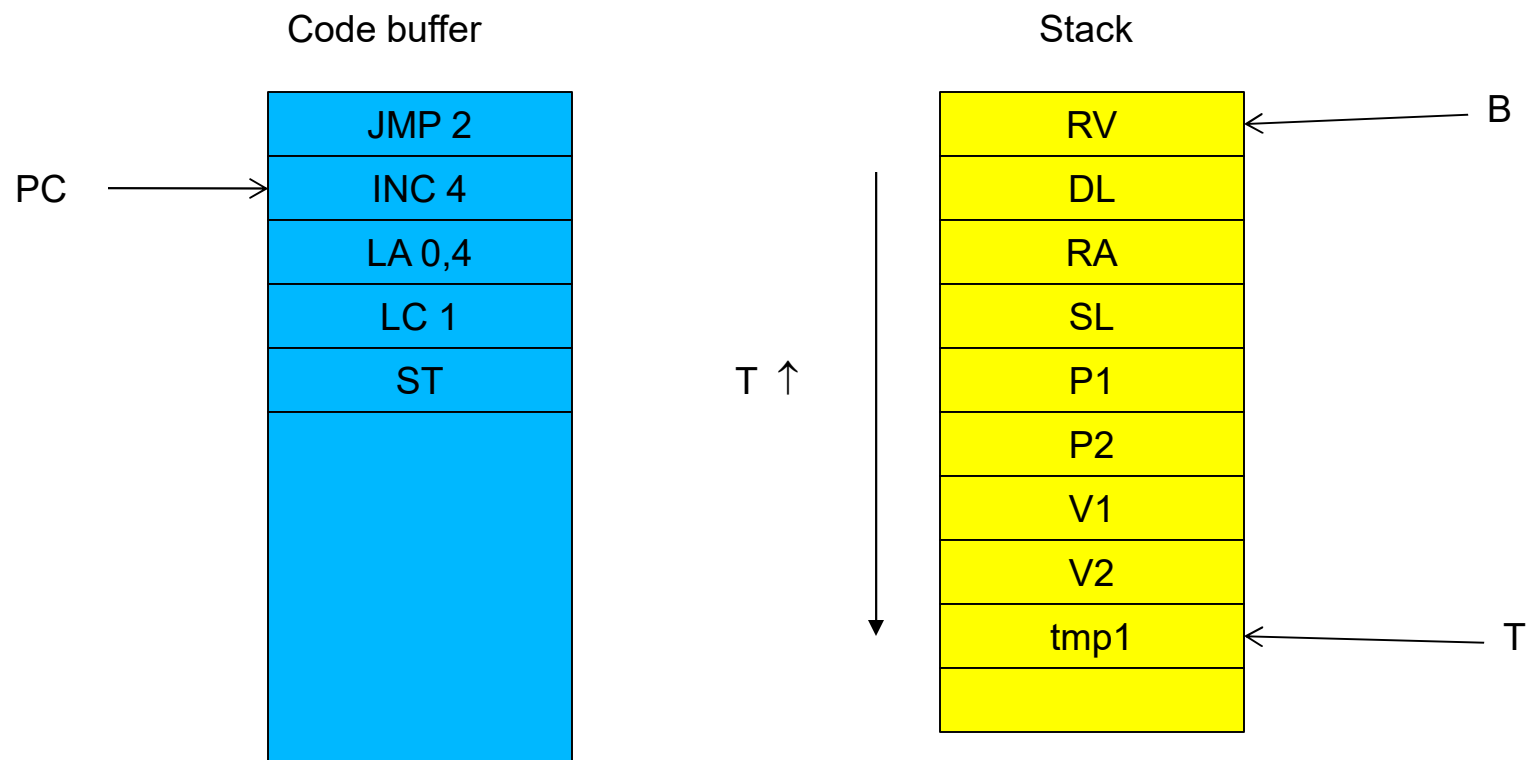 Code buffer
Stack
JMP 2
INC 4
LA 0,4
LC 1
ST
PC
T ↑
RV
DL
RA
SL
P1
P2
V1
V2
tmp1
B
T